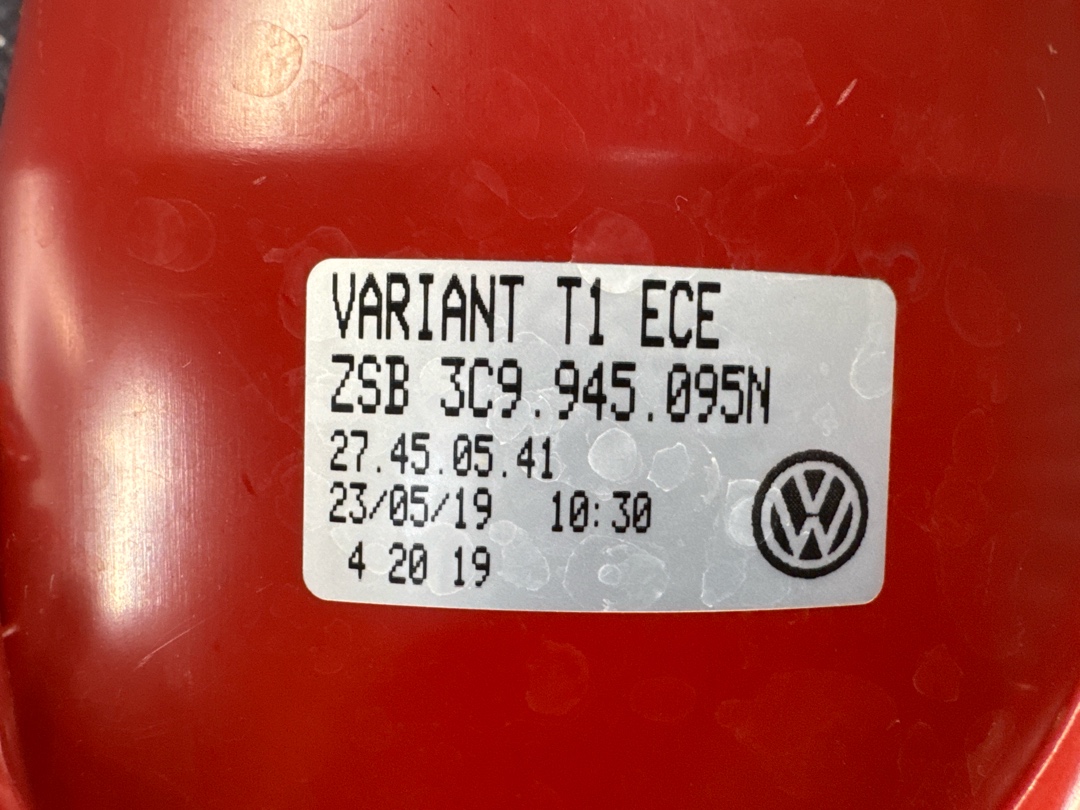 VARIANT T1 ECE
ZSB 3C9.945.095N
27.45.05.41
23/05/19 10:30
4 20 19
VW